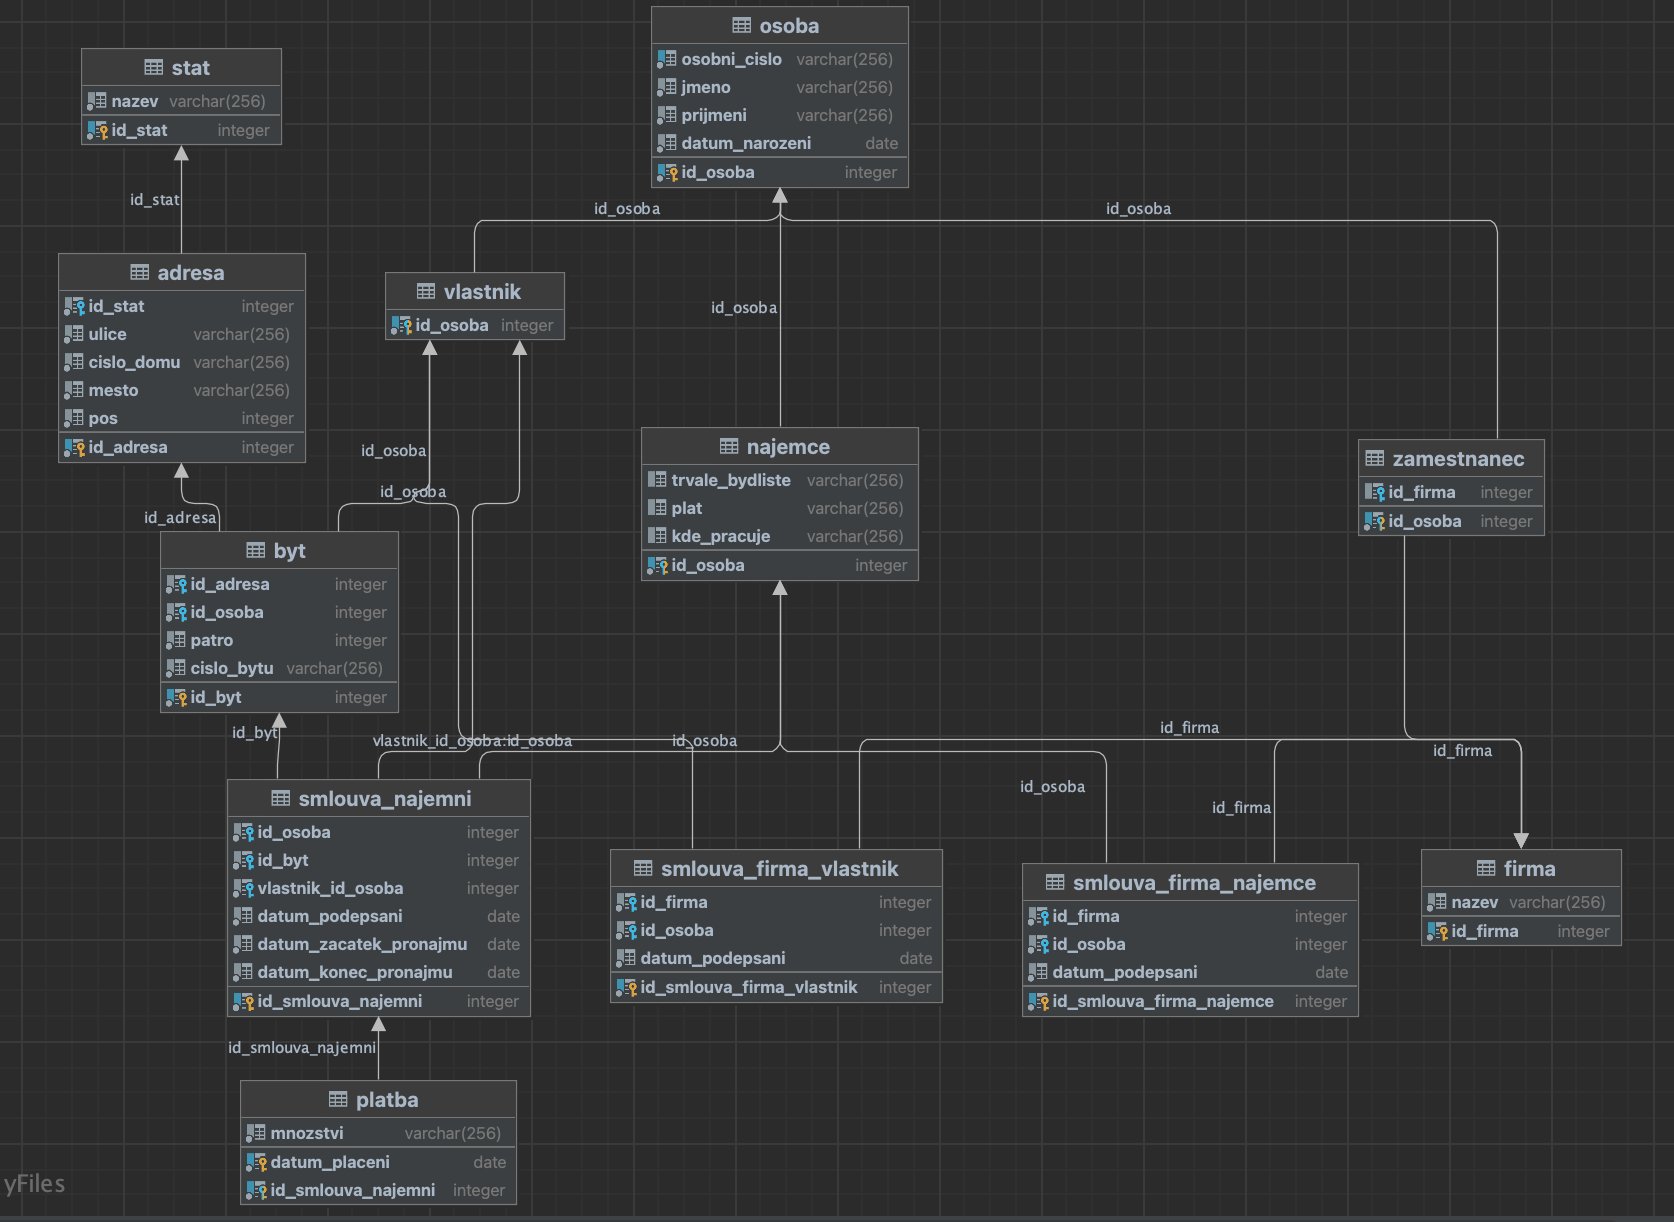 osoba
osobni_cislo varchar(256)
jmeno varchar(256)
prijmeni varchar(256)
datum_narozeni date
id_osoba integer
stat
nazev varchar(256)
id_stat integer
id_stat
id_osoba
id_osoba
adresa
id_stat integer
ulice varchar(256)
cislo_domu varchar(256)
mesto varchar(256)
pos integer
id_adresa integer
vlastnik
id_osoba integer
id_osoba
najemce
trvale_bydliste varchar(256)
plat varchar(256)
kde_pracuje varchar(256)
id_osoba integer
zamestnanec
id_firma integer
id_osoba integer
id_osoba
id_osoba
id_adresa
byt
id_adresa integer
id_osoba integer
patro integer
cislo_bytu varchar(256)
id_byt integer
id_byt
vlastnik_id_osoba:id_osoba
id_osoba
id_firma
id_firma
id_osoba
id_firma
smlouva_najemni
id_osoba integer
id_byt integer
vlastnik_id_osoba integer
datum_podepsani date
datum_zacatek_pronajmu date
datum_konec_pronajmu date
id_smlouva_najemni integer
smlouva_firma_vlastnik
id_firma integer
id_osoba integer
datum_podepsani date
id_smlouva_firma_vlastnik integer
smlouva_firma_najemce
id_firma integer
id_osoba integer
datum_podepsani date
id_smlouva_firma_najemce integer
firma
nazev varchar(256)
id_firma integer
id_smlouva_najemni
platba
mnozstvi varchar(256)
datum_placeni date
id_smlouva_najemni integer
yFiles